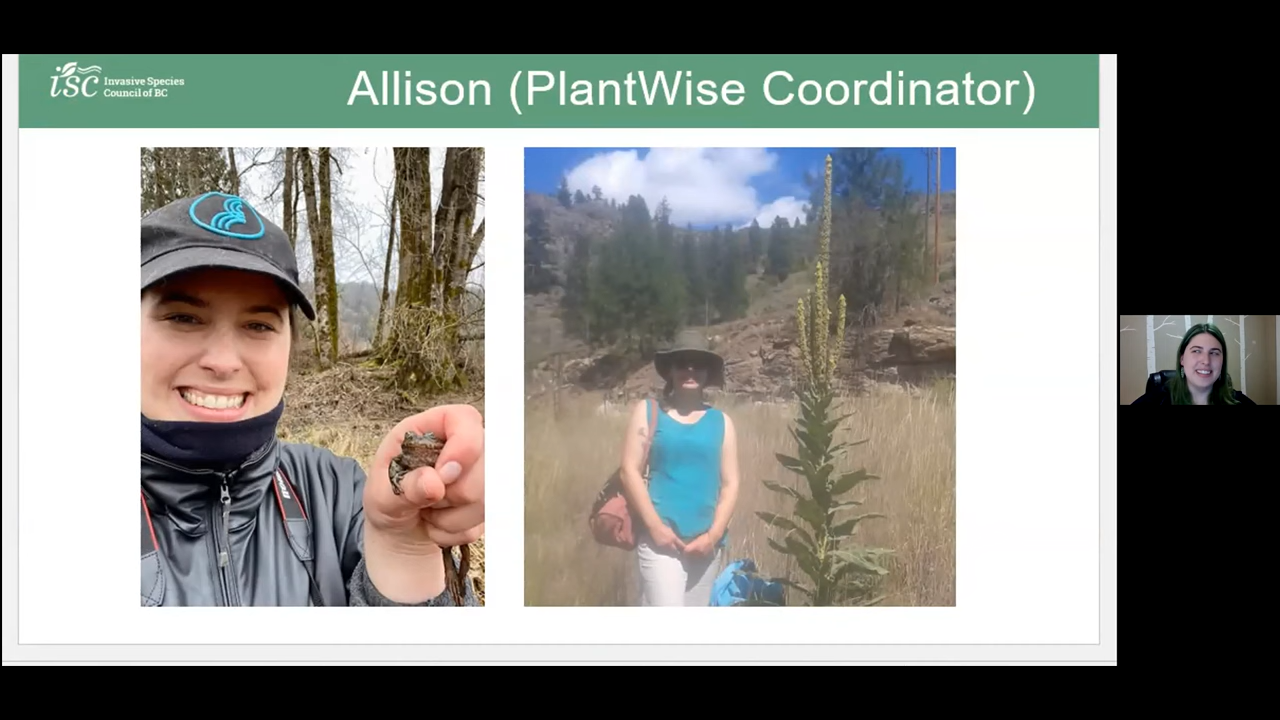 isc Invasive Species
Council of BC
Allison (PlantWise Coordinator)